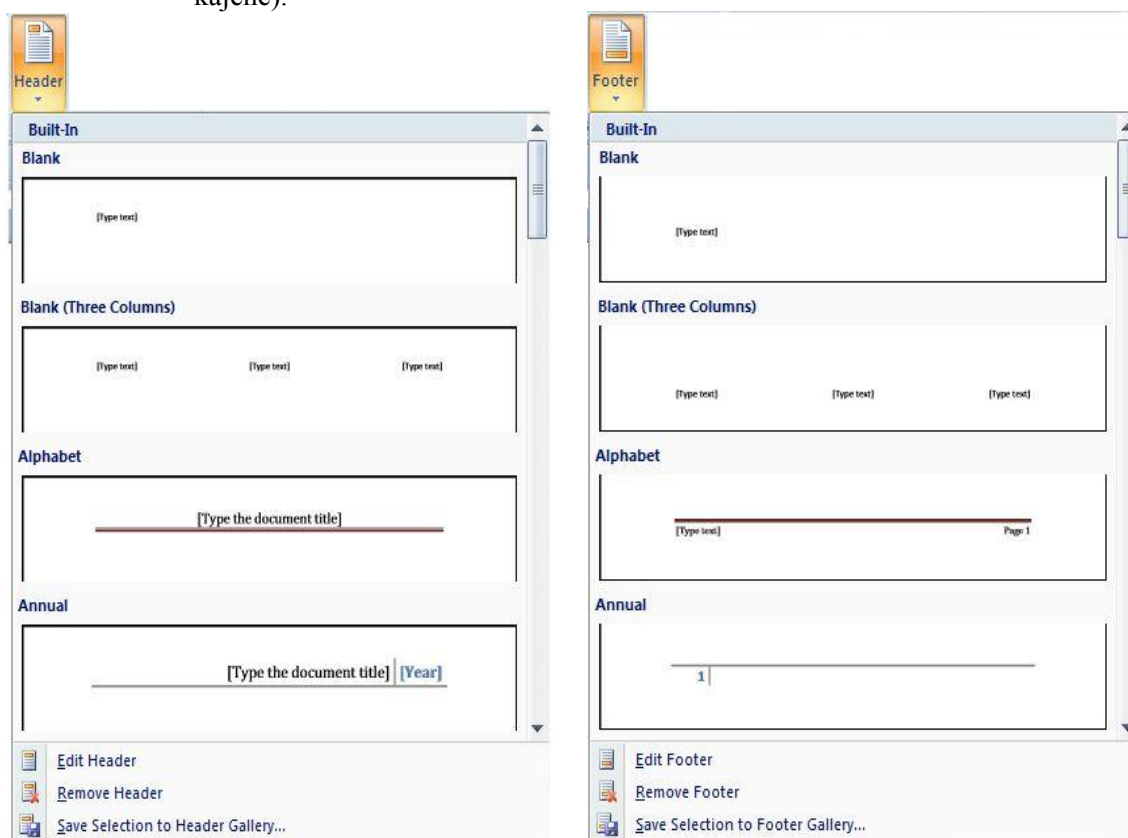 kājene).
Header
Built-In
Blank
[Type text]
Blank (Three Columns)
[Type text] [Type text] [Type text]
Alphabet
[Type the document title]
Annual
[Type the document title] [Year]
Edit Header
Remove Header
Save Selection to Header Gallery...
Footer
Built-In
Blank
[Type text]
Blank (Three Columns)
[Type text] [Type text] [Type text]
Alphabet
[Type text] Page 1
Annual
1
Edit Footer
Remove Footer
Save Selection to Footer Gallery...